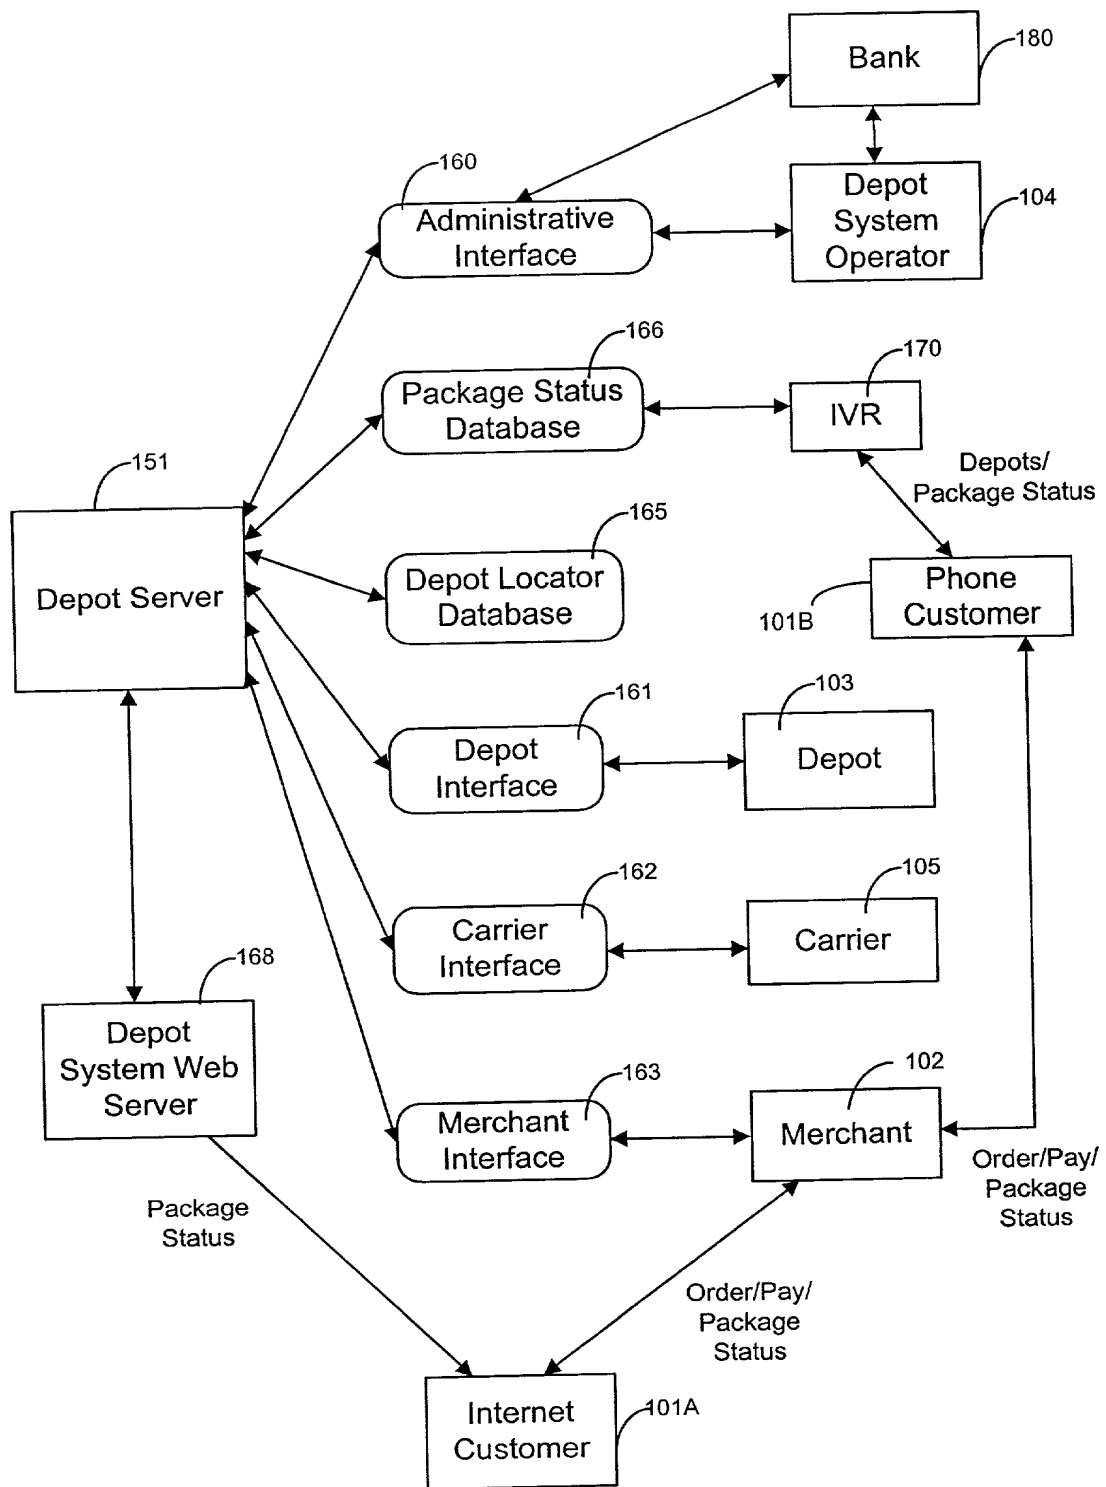 Bank
180
160
Administrative
Interface
Depot
System
Operator
104
166
Package Status
Database
170
IVR
Depots/
Package Status
151
Depot Server
165
Depot Locator
Database
Phone
Customer
101B
161
Depot
Interface
103
Depot
162
Carrier
Interface
105
Carrier
168
Depot
System Web
Server
163
Merchant
Interface
102
Merchant
Order/Pay/
Package
Status
Package
Status
Order/Pay/
Package
Status
Internet
Customer
101A